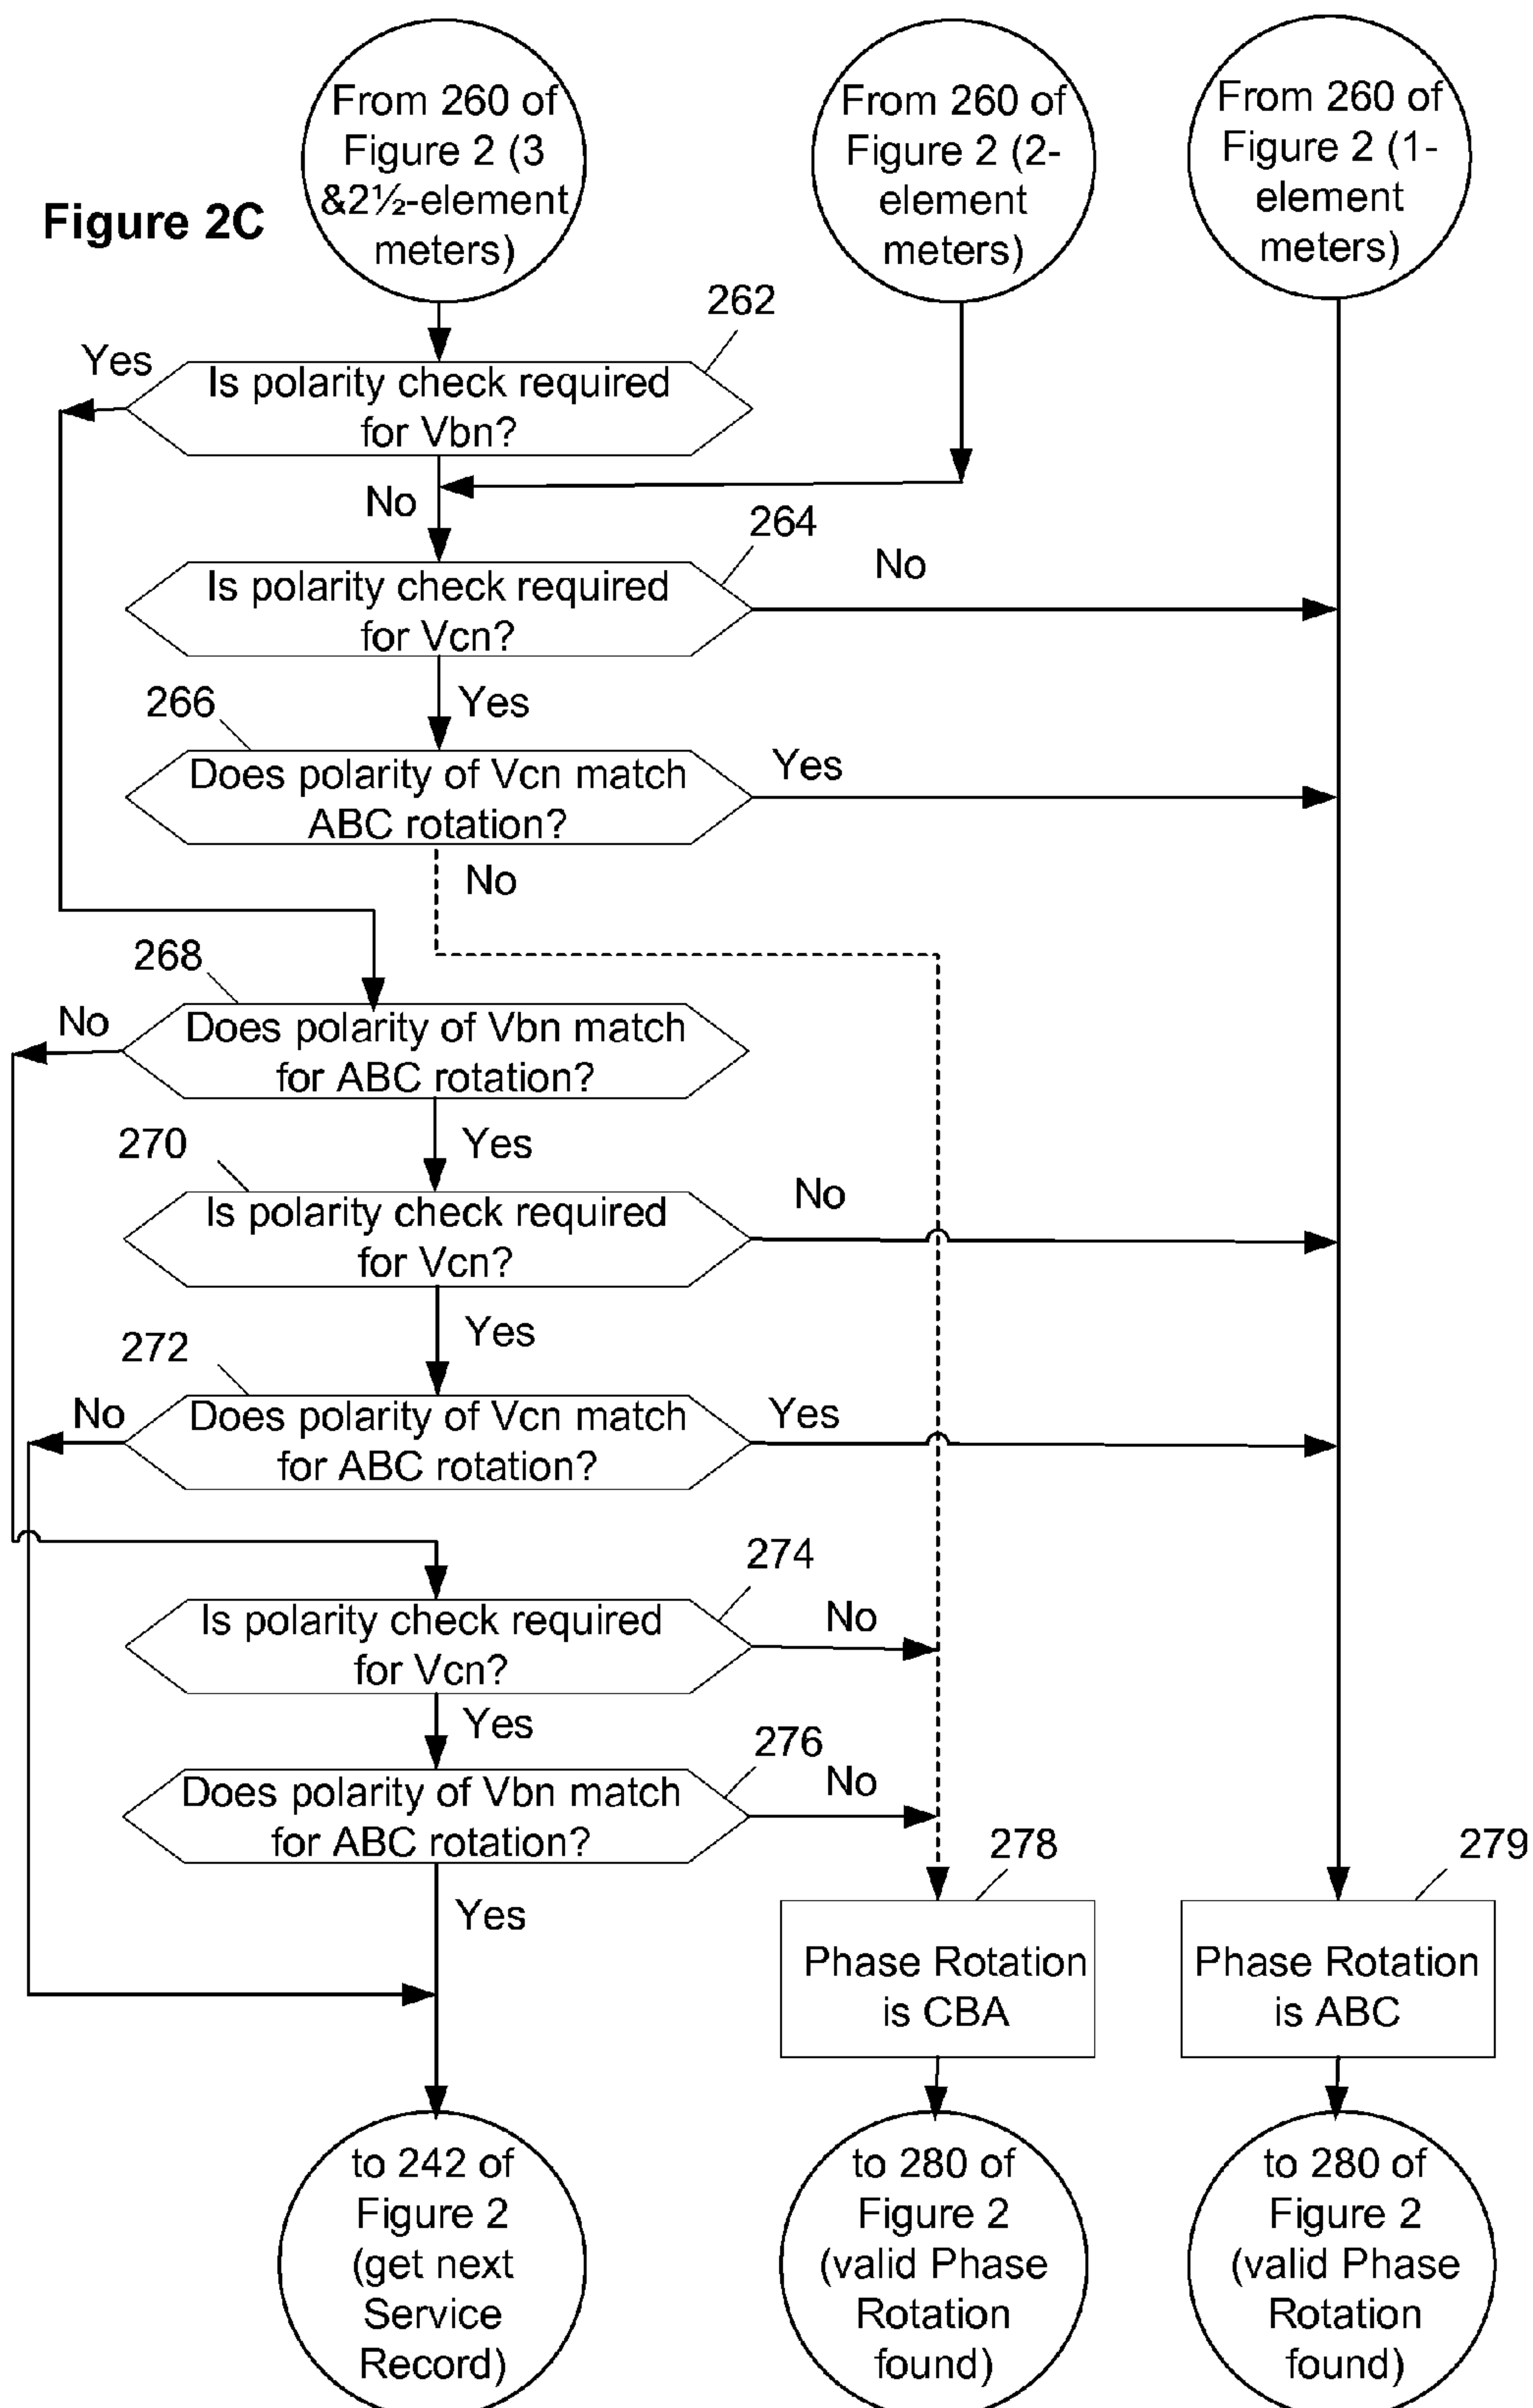 From 260 of
Figure 2 (3
&2½-element
meters)
From 260 of
Figure 2 (2-
element
meters)
From 260 of
Figure 2 (1-
element
meters)
Figure 2C
262
Yes
Is polarity check required
for Vbn?
No
264
No
Is polarity check required
for Vcn?
Yes
266
Does polarity of Vcn match
ABC rotation?
Yes
No
268
No
Does polarity of Vbn match
for ABC rotation?
Yes
270
Is polarity check required
for Vcn?
No
Yes
272
No
Does polarity of Vcn match
for ABC rotation?
Yes
274
Is polarity check required
for Vcn?
No
Yes
276
Does polarity of Vbn match
for ABC rotation?
No
Yes
278
Phase Rotation
is CBA
279
Phase Rotation
is ABC
to 242 of
Figure 2
(get next
Service
Record)
to 280 of
Figure 2
(valid Phase
Rotation
found)
to 280 of
Figure 2
(valid Phase
Rotation
found)